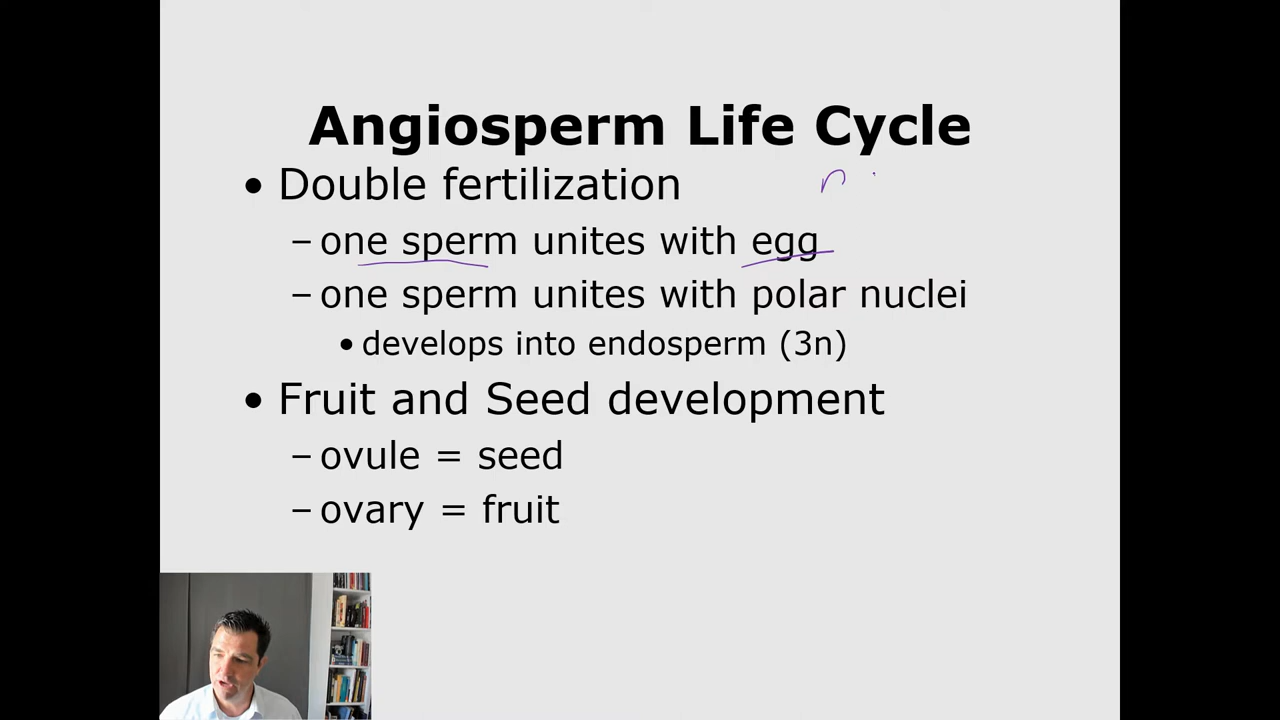 Angiosperm Life Cycle
• Double fertilization
– one sperm unites with egg
– one sperm unites with polar nuclei
• develops into endosperm (3n)
• Fruit and Seed development
– ovule = seed
– ovary = fruit